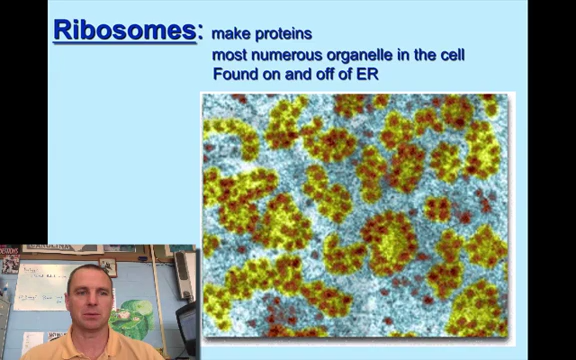 Ribosomes: make proteins
most numerous organelle in the cell
Found on and off of ER